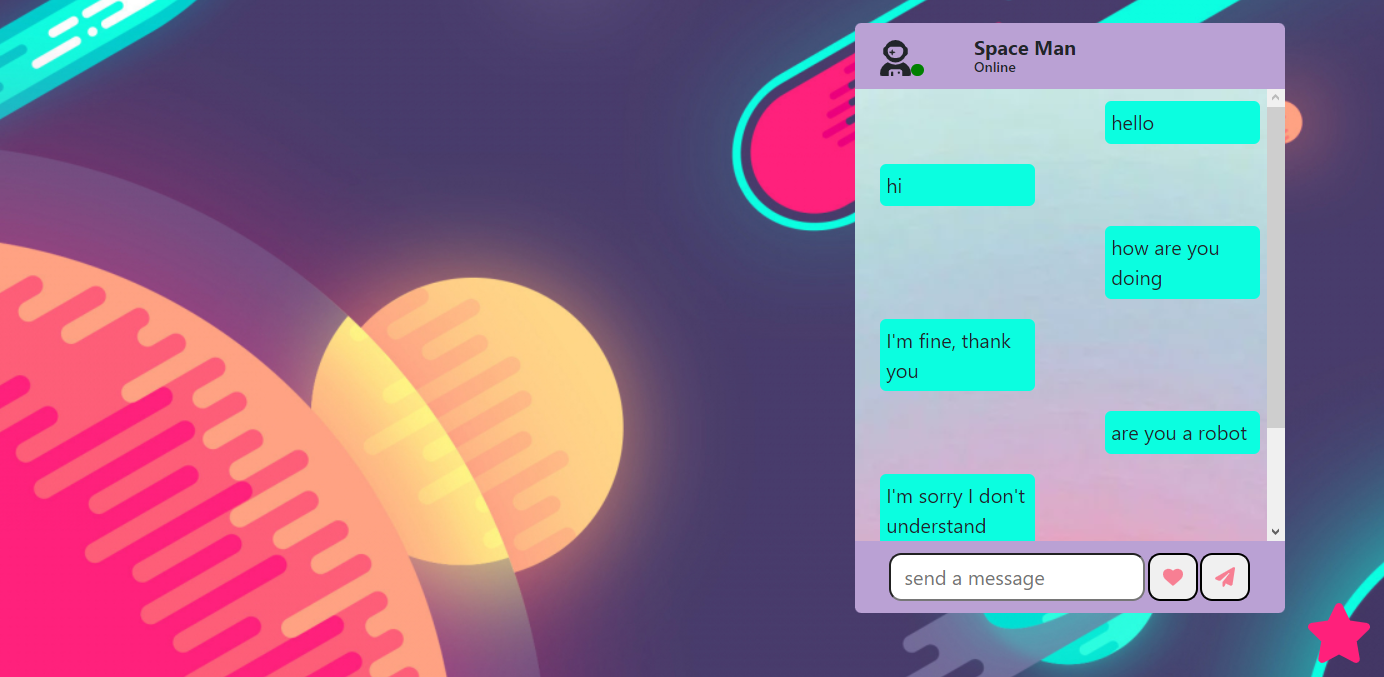 Space Man
Online
hello
hi
how are you
doing
I'm fine, thank
you
are you a robot
I'm sorry I don't
understand
send a message